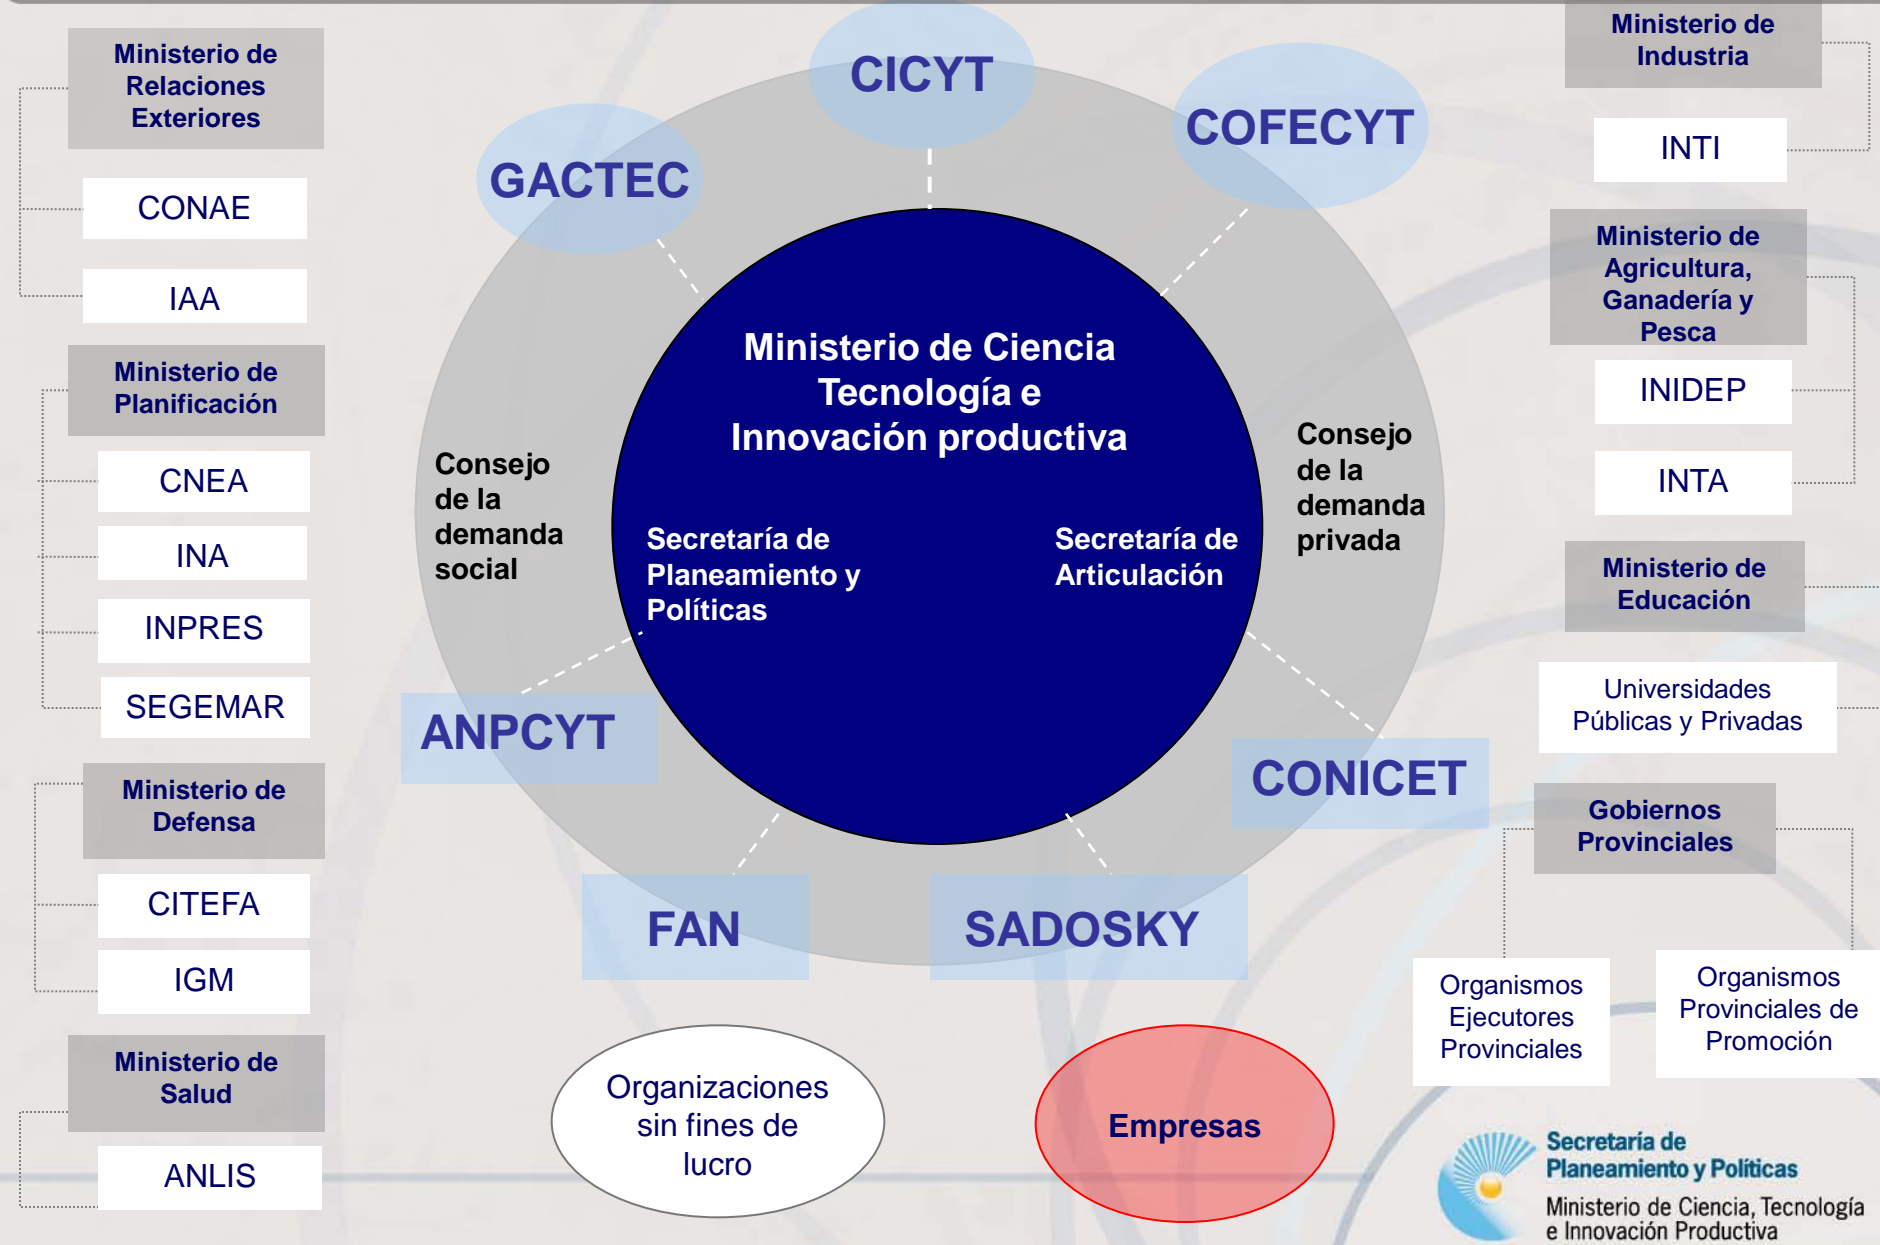 Ministerio de
Relaciones
Exteriores
CONAE
IAA
Ministerio de
Planificación
CNEA
INA
INPRES
SEGEMAR
Ministerio de
Defensa
CITEFA
IGM
Ministerio de
Salud
ANLIS
CICYT
COFECYT
GACTEC
Ministerio de Ciencia
Tecnología e
Innovación productiva
Consejo
de la
demanda
social
Secretaría de
Planeamiento y
Políticas
Secretaría de
Articulación
Consejo
de la
demanda
privada
ANPCYT
CONICET
FAN
SADOSKY
Organizaciones
sin fines de
lucro
Empresas
Ministerio de
Industria
INTI
Ministerio de
Agricultura,
Ganadería y
Pesca
INIDEP
INTA
Ministerio de
Educación
Universidades
Públicas y Privadas
Gobiernos
Provinciales
Organismos
Ejecutores
Provinciales
Organismos
Provinciales de
Promoción
Secretaría de
Planeamiento y Políticas
Ministerio de Ciencia, Tecnología
e Innovación Productiva